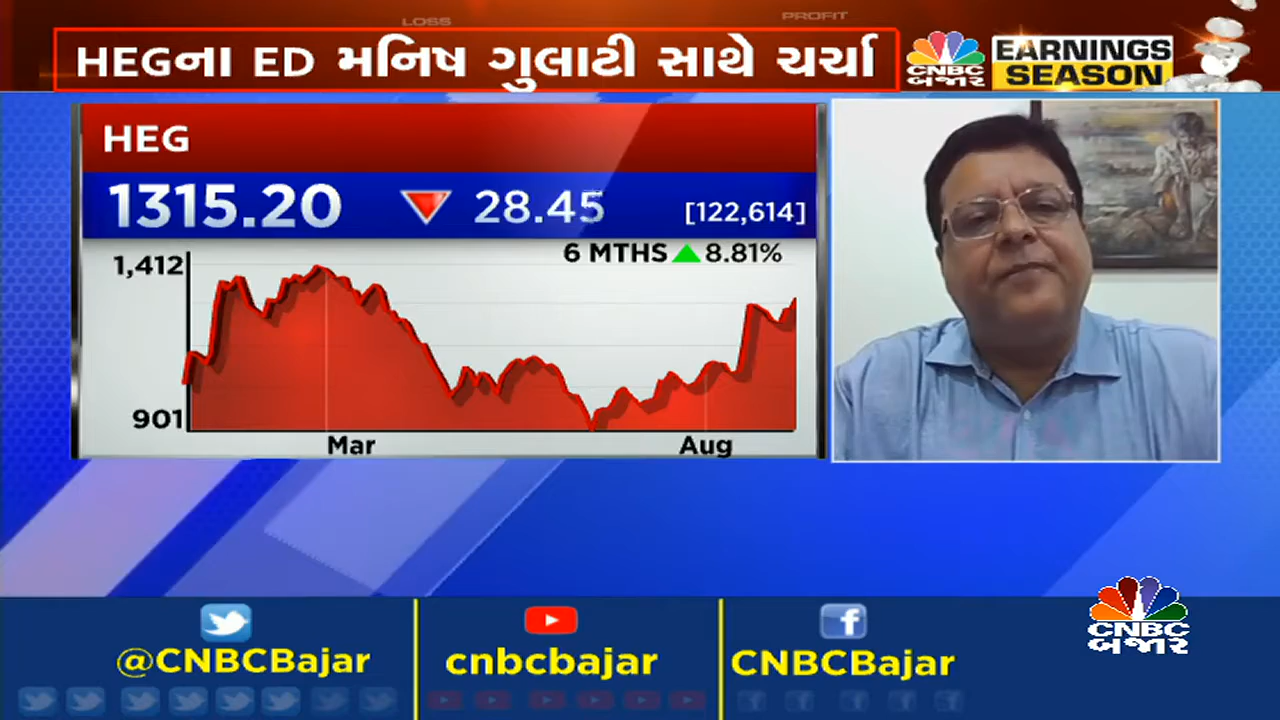 LOSS
PROFIT
HEGના ED મનિષ ગુલાટી સાથે ચર્ચા
CNBC
બજાર
EARNINGS
SEASON
HEG
1315.20 28.45 [122,614]
6 MTHS 8.81%
1,412
901
Mar Aug
@CNBCBajar
cnbcbajar
CNBCBajar
CNBC
બજાર